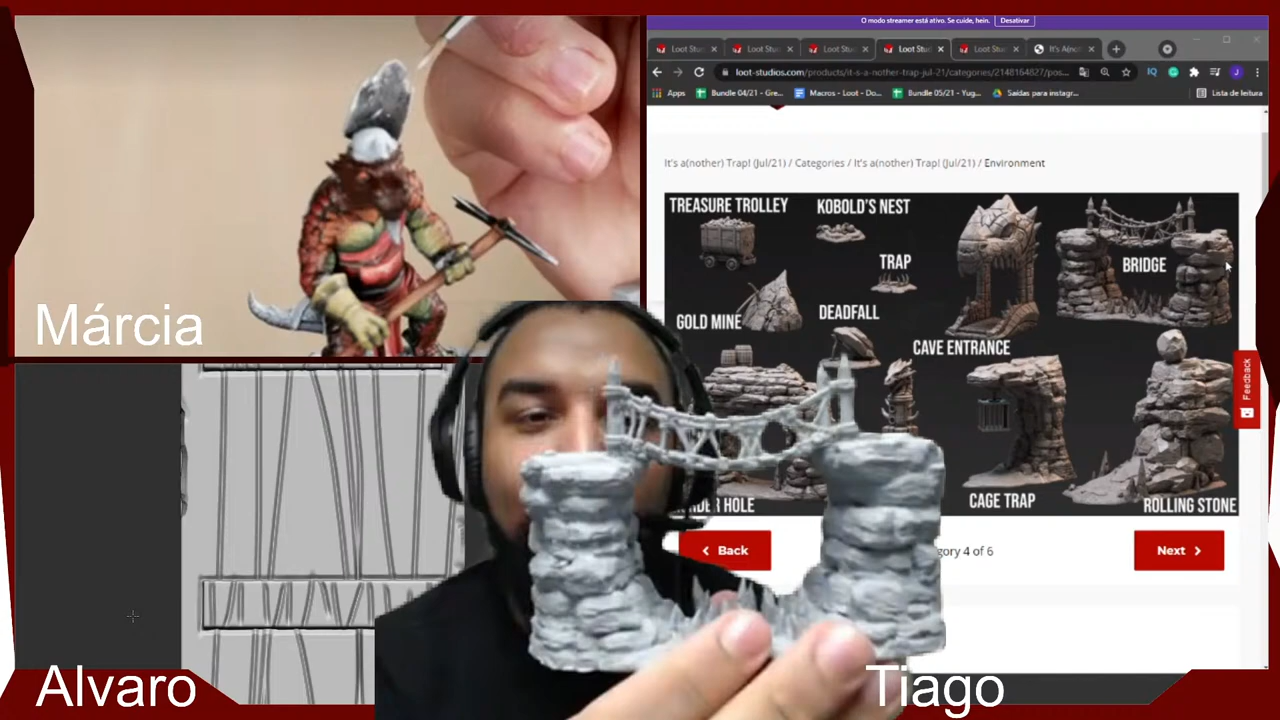 O modo streamer está ativo. Se cuide, hein. Desativar
Loot Stu Loot Stu Loot Stu Loot Stu Loot Stu It's A(no
loot-studios.com/products/it-s-a-nother-trap-jul-21/categories/2148164827/pos...
Apps Bundle 04/21 - Gre... Macros - Loot - Do... Bundle 05/21 - Yug... Saídas para instagr... Lista de leitura
It's a(nother) Trap! (Jul/21) / Categories / It's a(nother) Trap! (Jul/21) / Environment
TREASURE TROLLEY
KOBOLD'S NEST
TRAP
BRIDGE
GOLD MINE
DEADFALL
CAVE ENTRANCE
HOLE
CAGE TRAP
ROLLING STONE
Feedback
Back
gory 4 of 6
Next
Márcia
Alvaro
Tiago